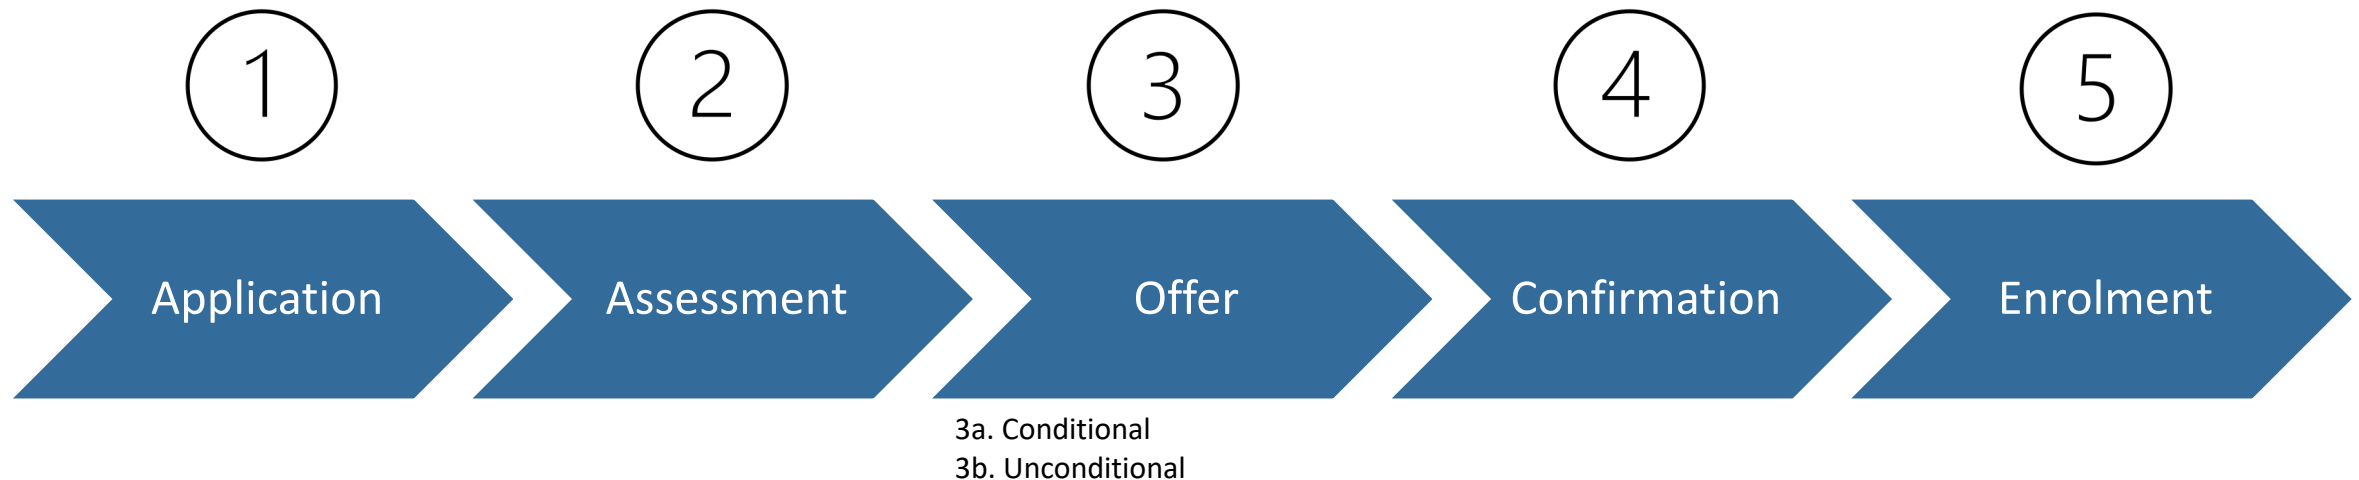 1
2
3
4
5
Application
Assessment
Offer
Confirmation
Enrolment
3a. Conditional
3b. Unconditional